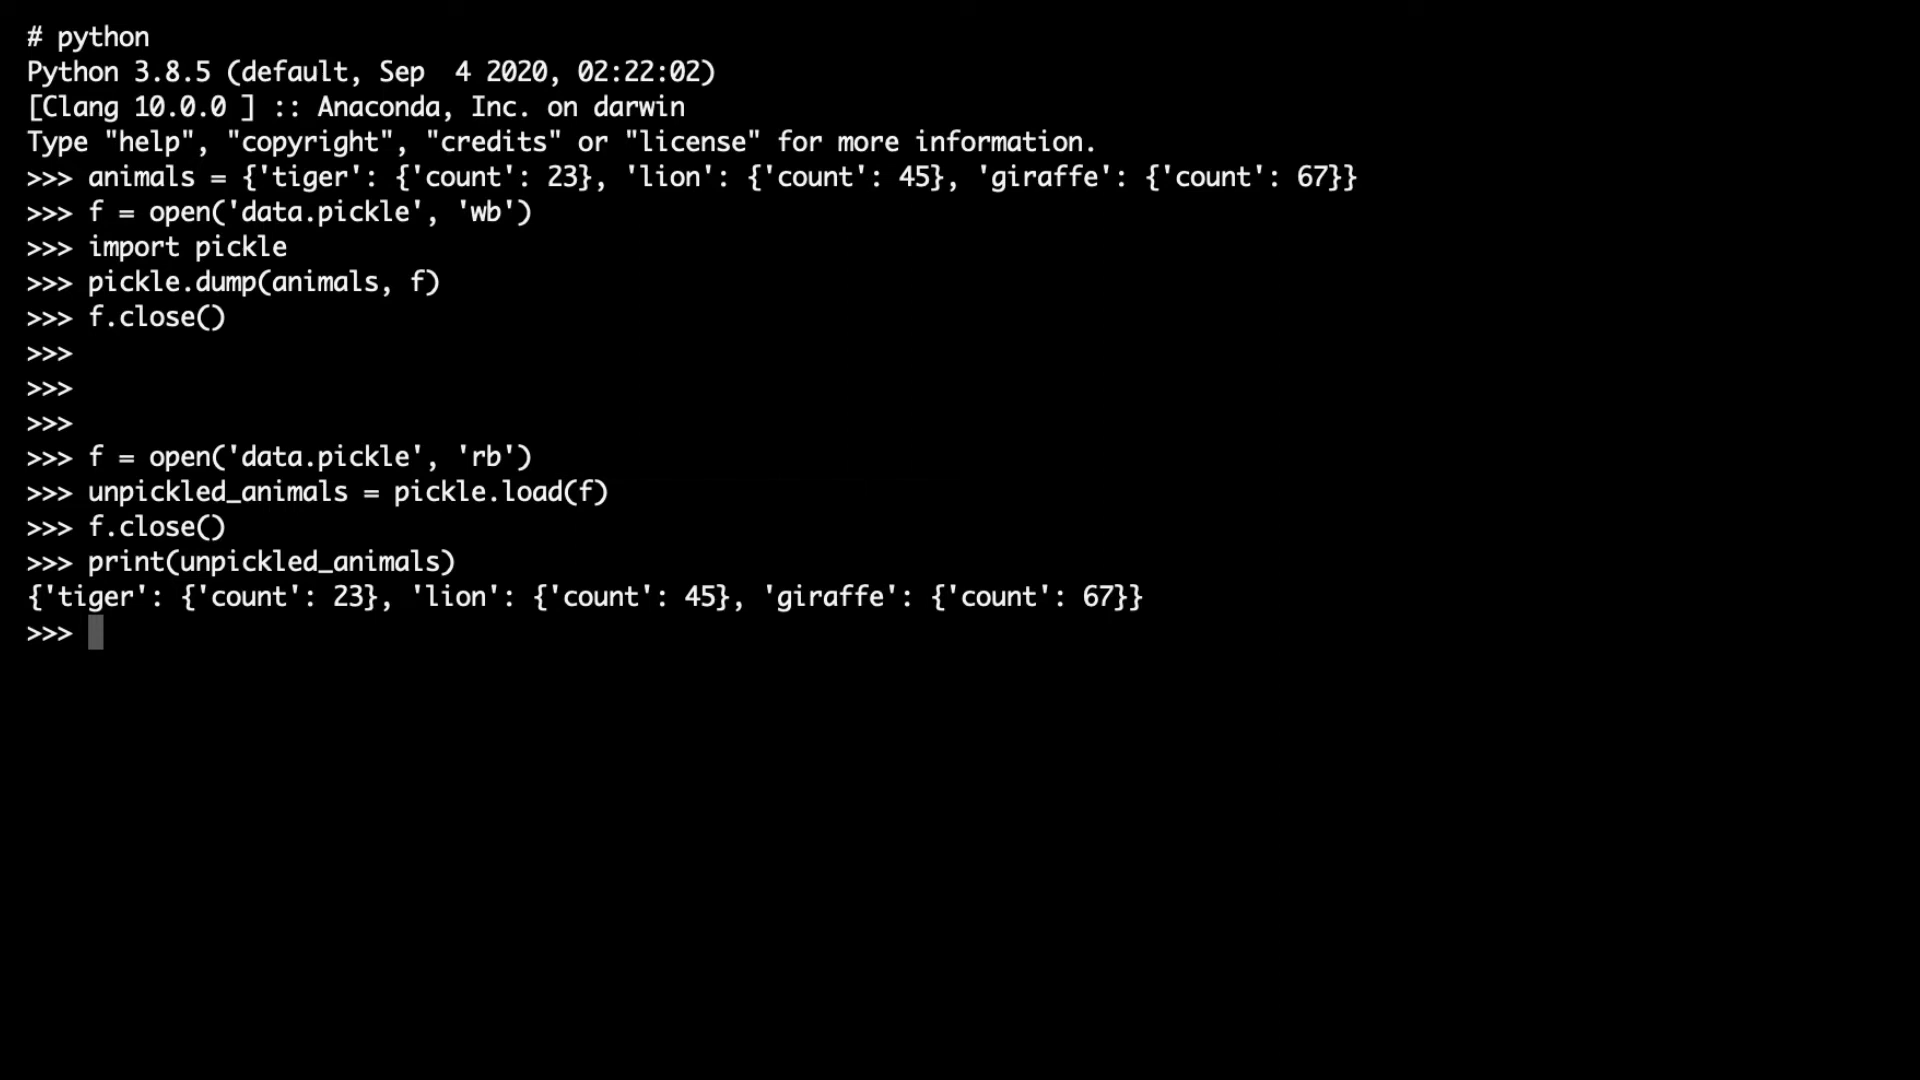 # python
Python 3.8.5 (default, Sep  4 2020, 02:22:02)
[Clang 10.0.0 ] :: Anaconda, Inc. on darwin
Type "help", "copyright", "credits" or "license" for more information.
>>> animals = {'tiger': {'count': 23}, 'lion': {'count': 45}, 'giraffe': {'count': 67}}
>>> f = open('data.pickle', 'wb')
>>> import pickle
>>> pickle.dump(animals, f)
>>> f.close()
>>>
>>>
>>>
>>> f = open('data.pickle', 'rb')
>>> unpickled_animals = pickle.load(f)
>>> f.close()
>>> print(unpickled_animals)
{'tiger': {'count': 23}, 'lion': {'count': 45}, 'giraffe': {'count': 67}}
>>>